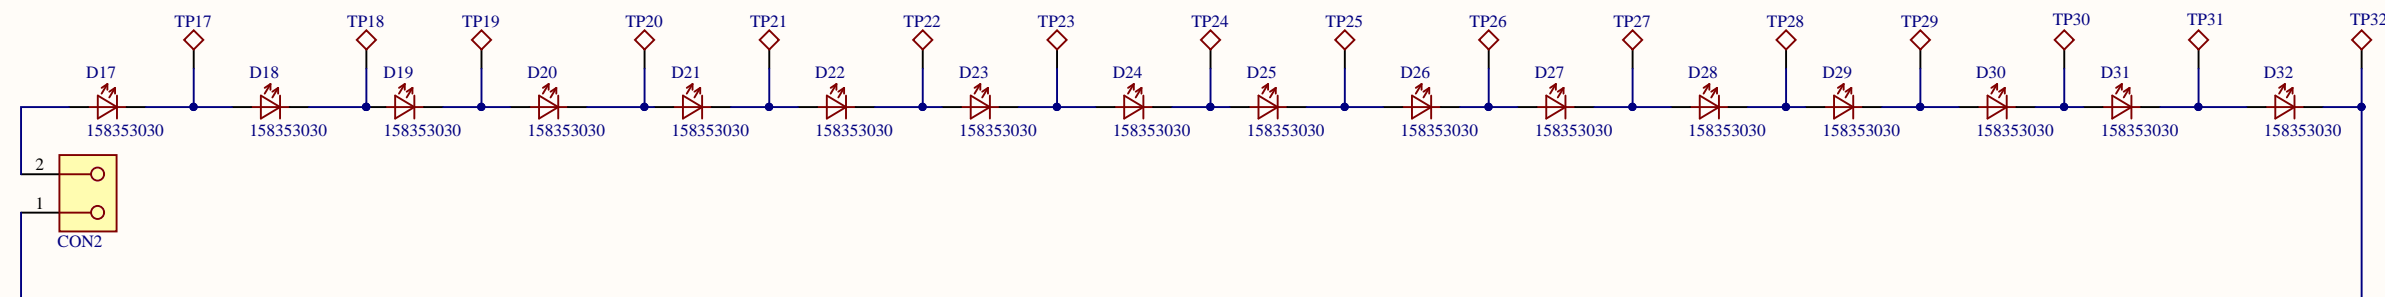 TP17 TP18 TP19 TP20 TP21 TP22 TP23 TP24 TP25 TP26 TP27 TP28 TP29 TP30 TP31 TP32
D17 D18 D19 D20 D21 D22 D23 D24 D25 D26 D27 D28 D29 D30 D31 D32
158353030 158353030 158353030 158353030 158353030 158353030 158353030 158353030 158353030 158353030 158353030 158353030 158353030 158353030 158353030 158353030
2
1
CON2